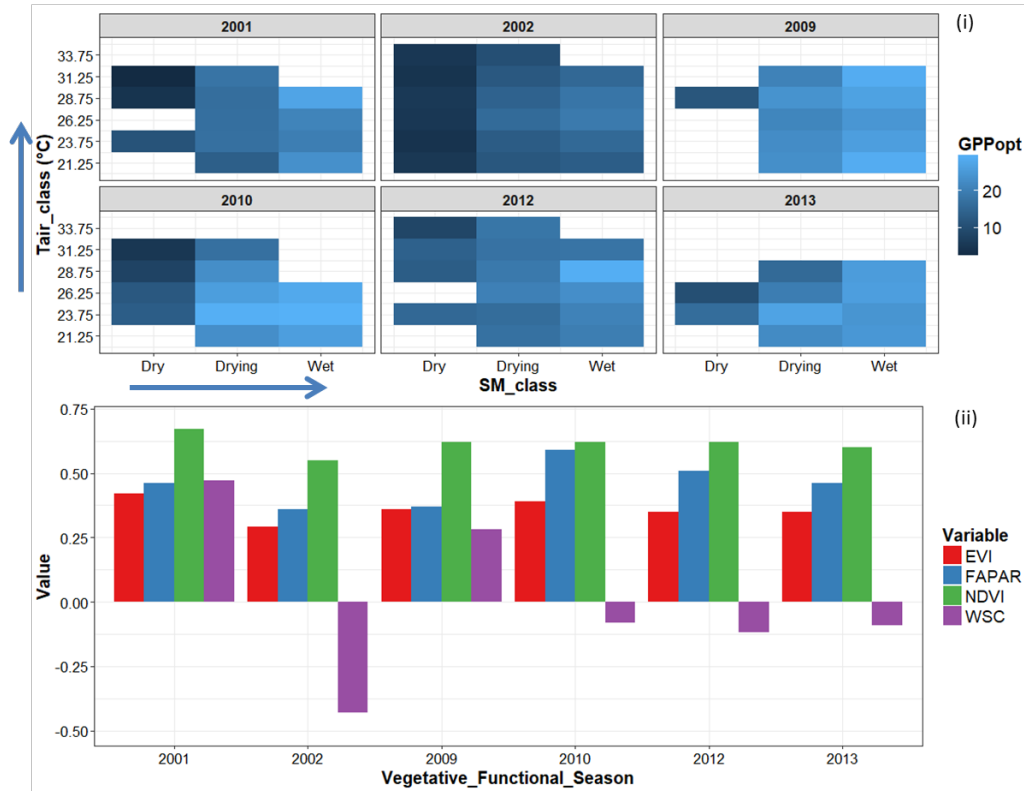 (i)
2001 2002 2009
33.75
31.25
28.75
26.25
23.75
21.25
Tair_class (°C)
GPPopt
20
10
2010 2012 2013
33.75
31.25
28.75
26.25
23.75
21.25
Dry Drying Wet Dry Drying Wet Dry Drying Wet
SM_class
(ii)
0.75
0.50
0.25
0.00
-0.25
-0.50
Value
Variable
EVI
FAPAR
NDVI
WSC
2001 2002 2009 2010 2012 2013
Vegetative_Functional_Season